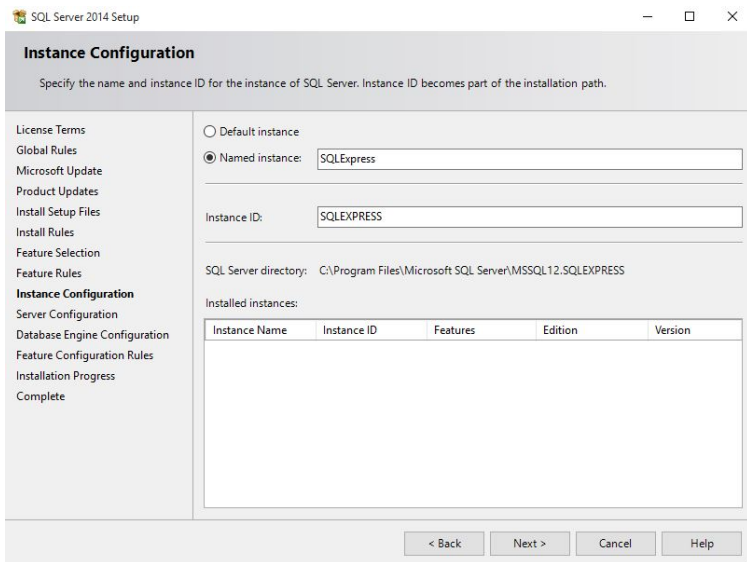 SQL Server 2014 Setup
Instance Configuration
Specify the name and instance ID for the instance of SQL Server. Instance ID becomes part of the installation path.
License Terms
Global Rules
Microsoft Update
Product Updates
Install Setup Files
Install Rules
Feature Selection
Feature Rules
Instance Configuration
Server Configuration
Database Engine Configuration
Feature Configuration Rules
Installation Progress
Complete
Default instance
Named instance: SQLExpress
Instance ID: SQLEXPRESS
SQL Server directory: C:\Program Files\Microsoft SQL Server\MSSQL12.SQLEXPRESS
Installed instances:
Instance Name Instance ID Features Edition Version
< Back Next > Cancel Help